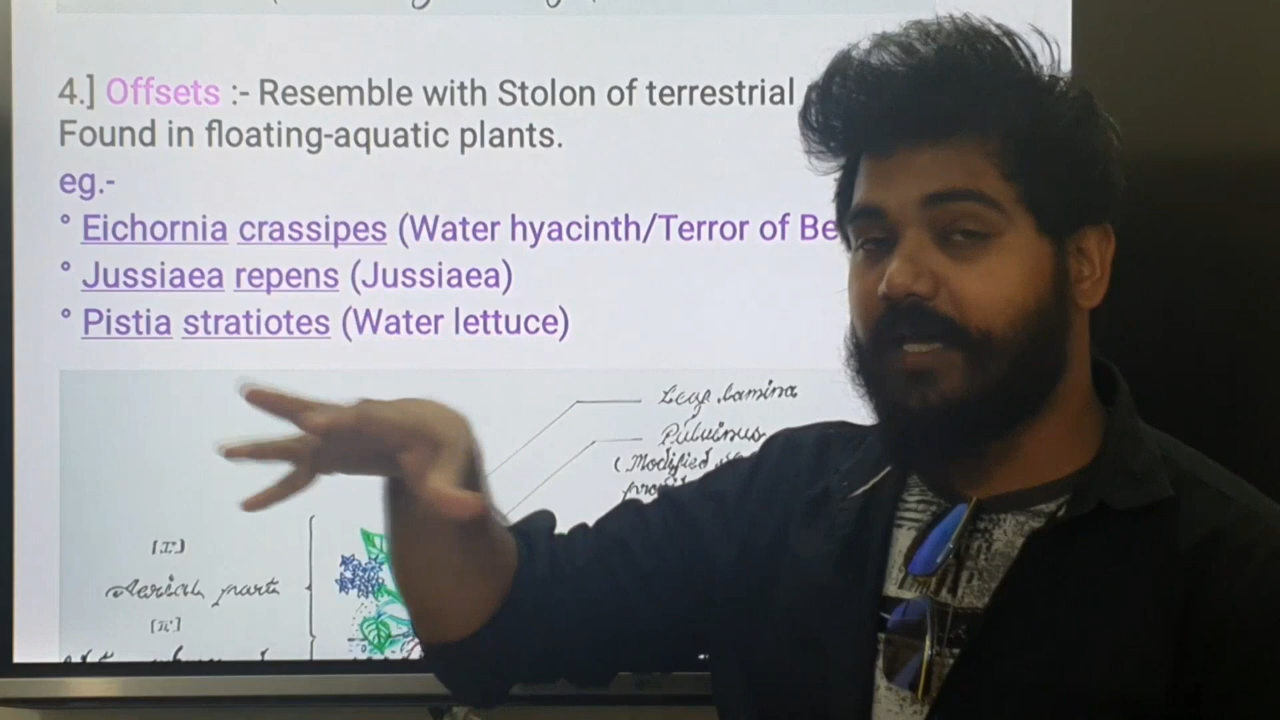 4.] Offsets :- Resemble with Stolon of terrestrial
Found in floating-aquatic plants.
eg.-
° Eichornia crassipes (Water hyacinth/Terror of Be
° Jussiaea repens (Jussiaea)
° Pistia stratiotes (Water lettuce)
Leaf lamina
Pulvinus
(Modified
Aerial part